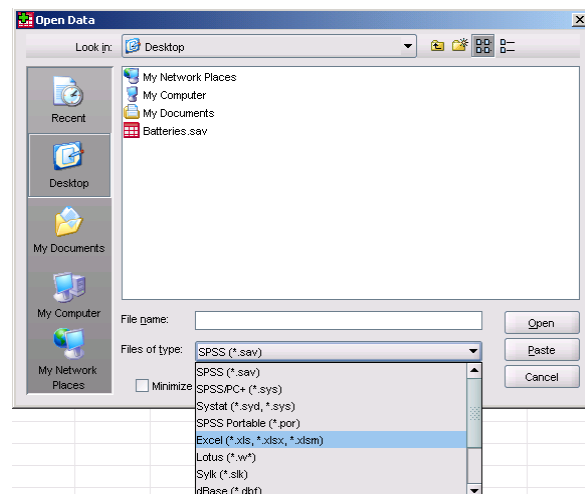 Open Data
Look in: Desktop
Recent
Desktop
My Documents
My Computer
My Network
Places
My Network Places
My Computer
My Documents
Batteries.sav
File name:
Open
Files of type: SPSS (*.sav)
Paste
Minimize
Cancel
SPSS (*.sav)
SPSS/PC+ (*.sys)
Systat (*.syd, *.sys)
SPSS Portable (*.por)
Excel (*.xls, *.xlsx, *.xlsm)
Lotus (*.w*)
Sylk (*.slk)
dBase (*.dbf)